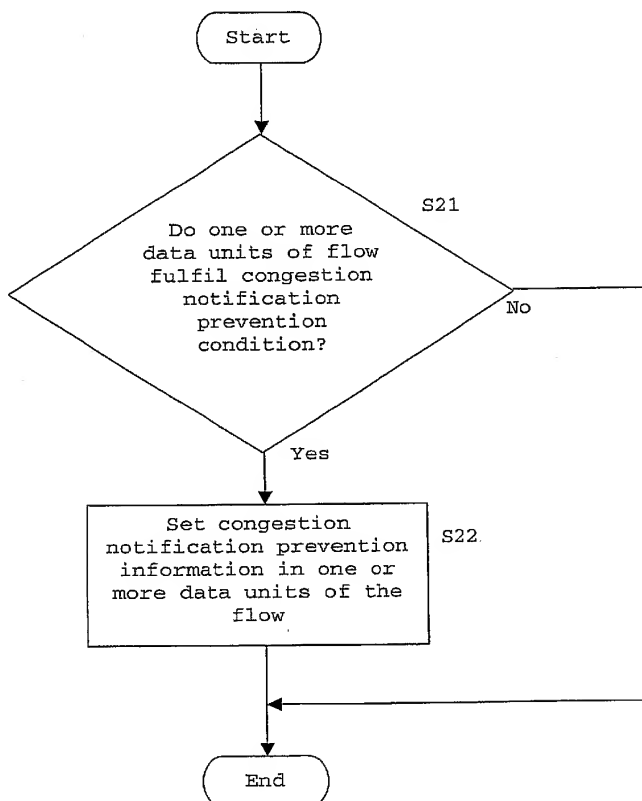 Start
S21
Do one or more
data units of flow
fulfil congestion
notification
prevention
condition?
No
Yes
Set congestion
notification prevention
information in one or
more data units of the
flow
S22
End